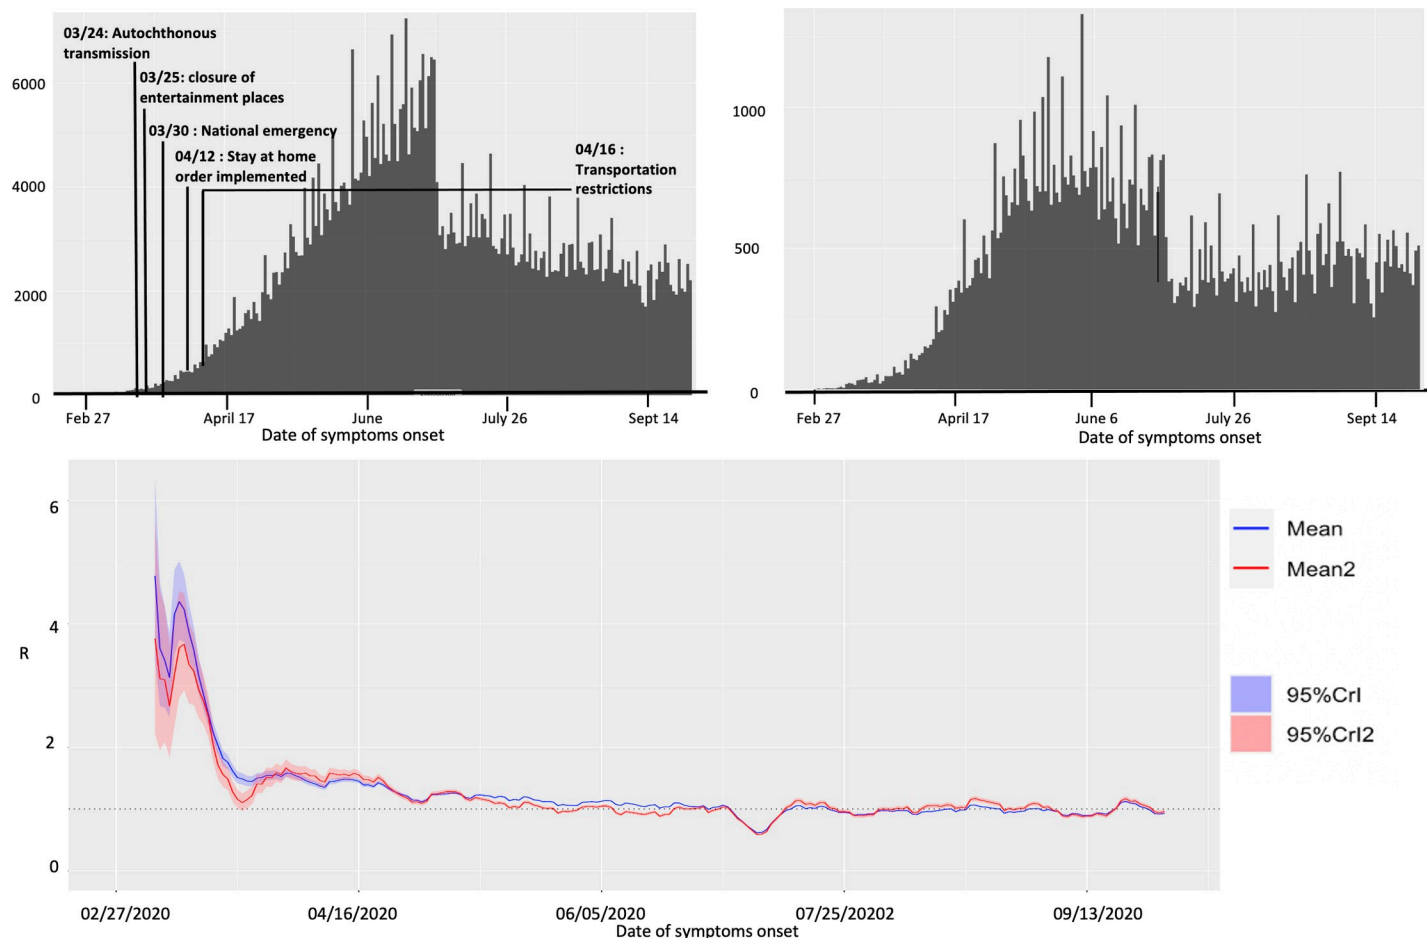 03/24: Autochthonous
transmission
03/25: closure of
entertainment places
03/30 : National emergency
04/12 : Stay at home
order implemented
04/16 :
Transportation
restrictions
6000
4000
2000
0
Feb 27
April 17
June
July 26
Sept 14
Date of symptoms onset
1000
500
0
Feb 27
April 17
June 6
July 26
Sept 14
Date of symptoms onset
6
4
R
2
0
02/27/2020
04/16/2020
06/05/2020
07/25/20202
09/13/2020
Date of symptoms onset
Mean
Mean2
95%CrI
95%CrI2